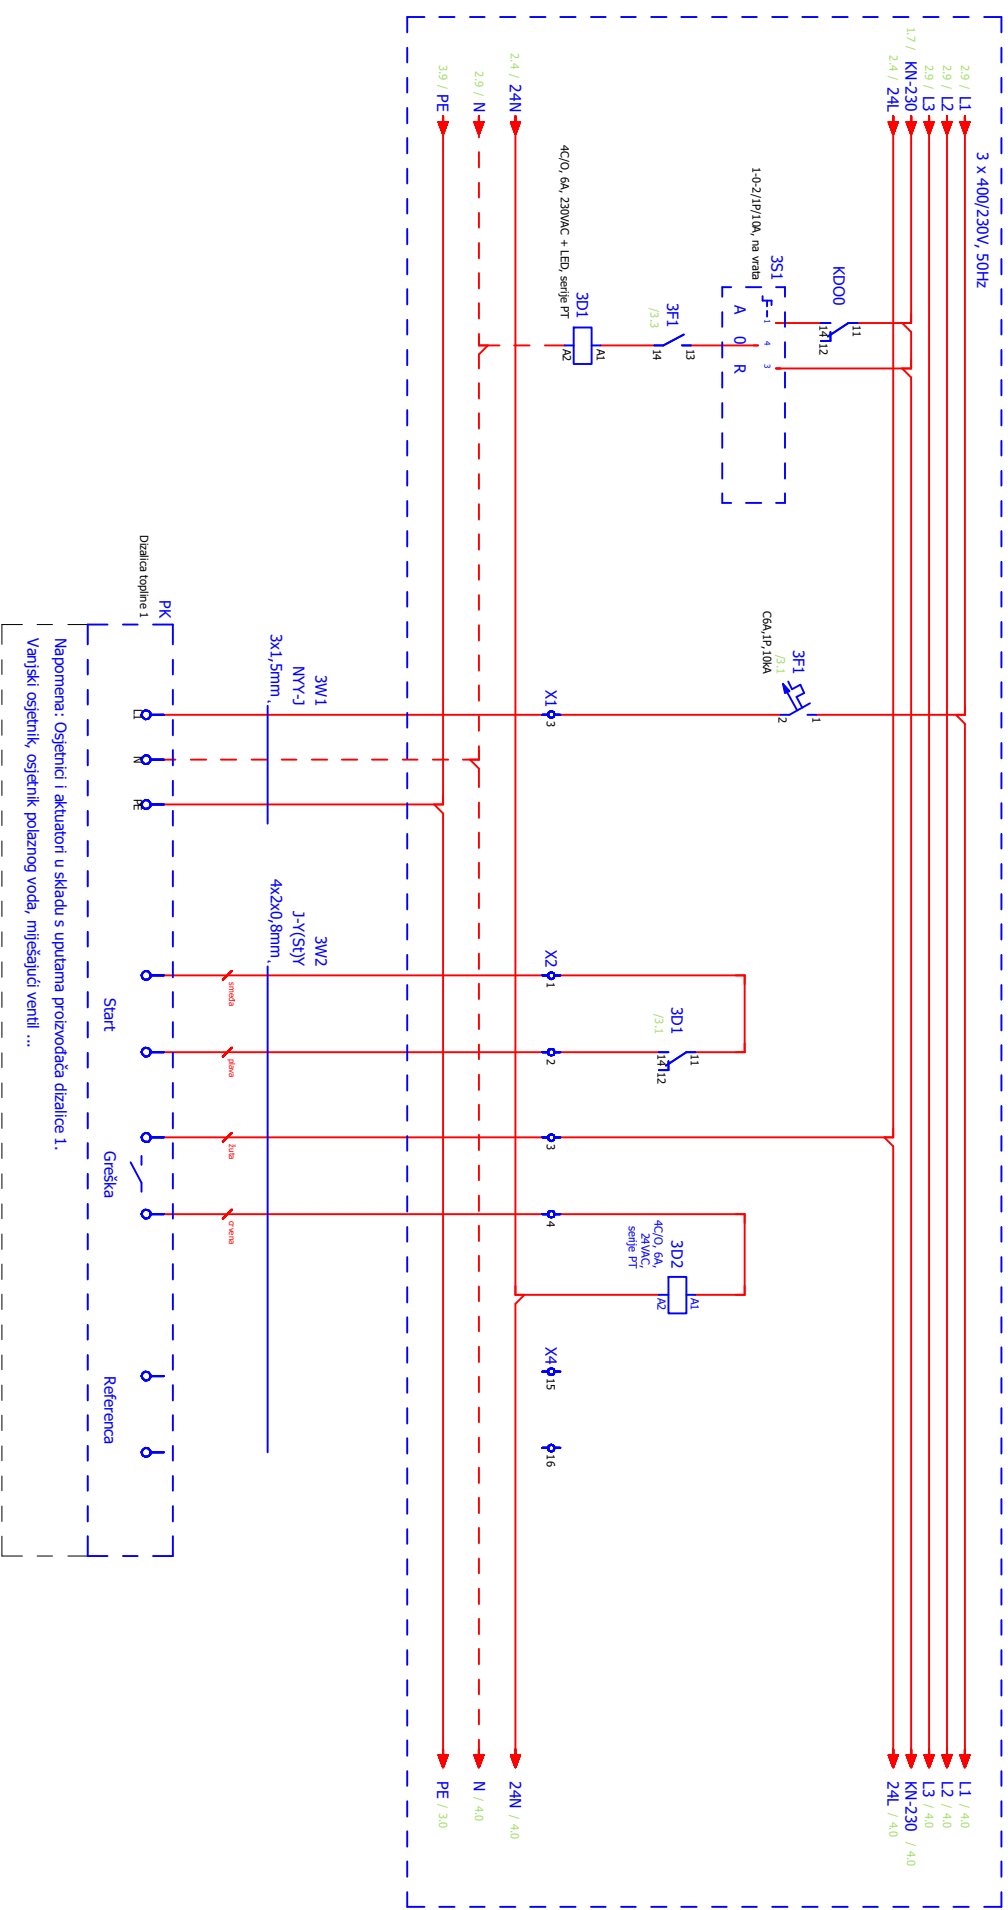 3 x 400/230V, 50Hz
2.9 / L1
2.9 / L2
2.9 / L3
1.7 / KN-230
2.4 / 24L
L1 / 4.0
L2 / 4.0
L3 / 4.0
KN-230 / 4.0
24L / 4.0
KDO0
11
14
12
3S1
1-0-2/1P/10A, na vrata
1
4
3
A 0 R
3F1
/3.3
13
14
3D1
4C/O, 6A, 230VAC + LED, serije PT
A1
A2
3F1
/3.1
C6A,1P,10kA
1
2
3D1
/3.1
11
14
12
3D2
4C/O, 6A,
24VAC,
serije PT
A1
A2
X1
3
X2
1
2
3
4
X4
15
16
2.4 / 24N
24N / 4.0
2.9 / N
N / 4.0
3.9 / PE
PE / 3.0
3W1
NYY-J
3x1,5mm
3W2
J-Y(St)Y
4x2x0,8mm
smeđa
plava
žuta
crvena
PK
Dizalica topline 1
L1
N
PE
Start
Greška
Referenca
Napomena: Osjetnici i aktuatori u skladu s uputama proizvođača dizalice 1.
Vanjski osjetnik, osjetnik polaznog voda, miješajući ventil ...